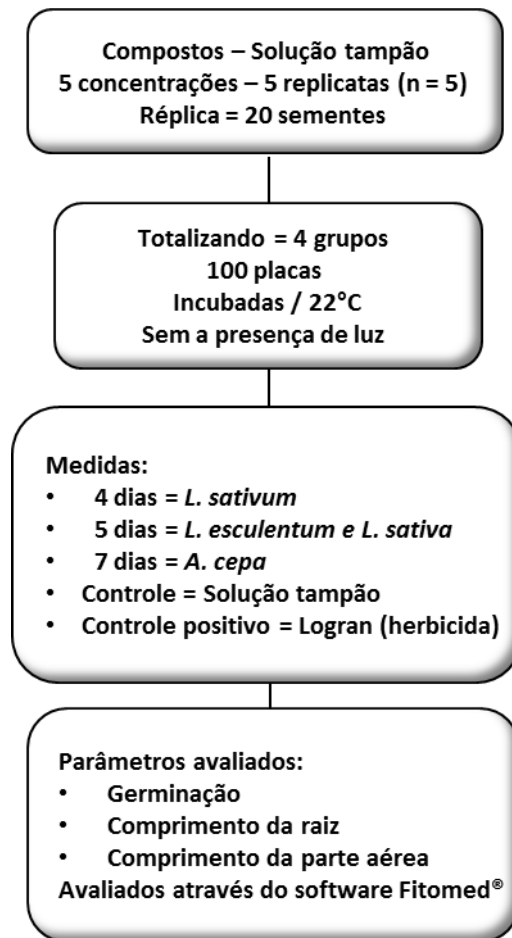 Compostos – Solução tampão
5 concentrações – 5 replicatas (n = 5)
Réplica = 20 sementes
Totalizando = 4 grupos
100 placas
Incubadas / 22°C
Sem a presença de luz
Medidas:
• 4 dias = L. sativum
• 5 dias = L. esculentum e L. sativa
• 7 dias = A. cepa
• Controle = Solução tampão
• Controle positivo = Logran (herbicida)
Parâmetros avaliados:
• Germinação
• Comprimento da raiz
• Comprimento da parte aérea
Avaliados através do software Fitomed®